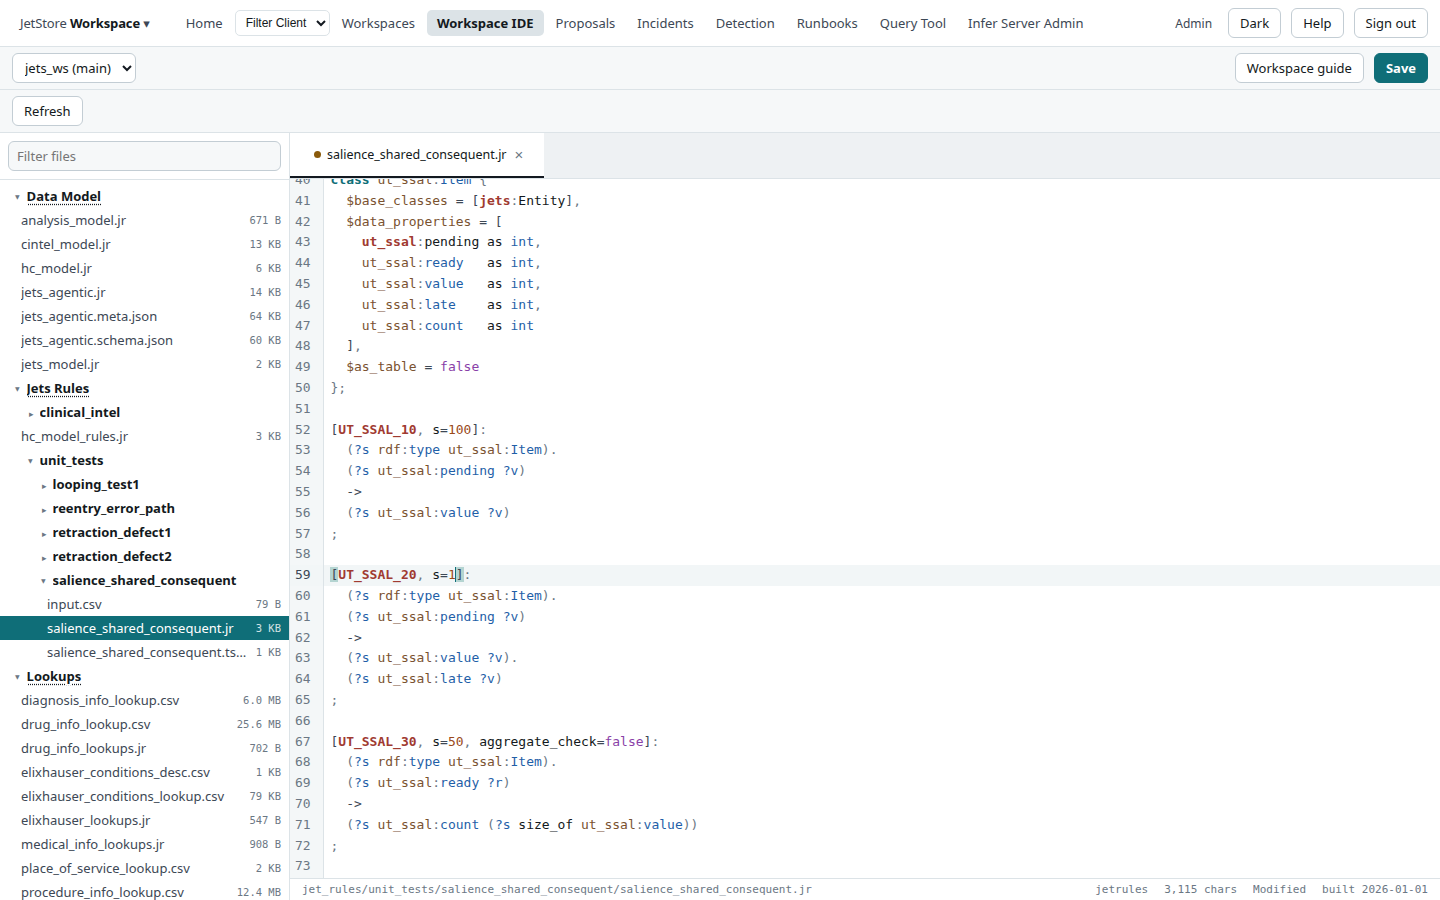 JetStore Workspace ▾ Home Filter Client Workspaces Workspace IDE Proposals Incidents Detection Runbooks Query Tool Infer Server Admin Admin Dark Help Sign out
jets_ws (main) Workspace guide Save
Refresh
Filter files
Data Model
analysis_model.jr 671 B
cintel_model.jr 13 KB
hc_model.jr 6 KB
jets_agentic.jr 14 KB
jets_agentic.meta.json 64 KB
jets_agentic.schema.json 60 KB
jets_model.jr 2 KB
Jets Rules
clinical_intel
hc_model_rules.jr 3 KB
unit_tests
looping_test1
reentry_error_path
retraction_defect1
retraction_defect2
salience_shared_consequent
input.csv 79 B
salience_shared_consequent.jr 3 KB
salience_shared_consequent.ts... 1 KB
Lookups
diagnosis_info_lookup.csv 6.0 MB
drug_info_lookup.csv 25.6 MB
drug_info_lookups.jr 702 B
elixhauser_conditions_desc.csv 1 KB
elixhauser_conditions_lookup.csv 79 KB
elixhauser_lookups.jr 547 B
medical_info_lookups.jr 908 B
place_of_service_lookup.csv 2 KB
procedure_info_lookup.csv 12.4 MB
salience_shared_consequent.jr ×
40 class ut_ssal:Item {
41 $base_classes = [jets:Entity],
42 $data_properties = [
43 ut_ssal:pending as int,
44 ut_ssal:ready as int,
45 ut_ssal:value as int,
46 ut_ssal:late as int,
47 ut_ssal:count as int
48 ],
49 $as_table = false
50 };
51
52 [UT_SSAL_10, s=100]:
53 (?s rdf:type ut_ssal:Item).
54 (?s ut_ssal:pending ?v)
55 ->
56 (?s ut_ssal:value ?v)
57 ;
58
59 [UT_SSAL_20, s=1]:
60 (?s rdf:type ut_ssal:Item).
61 (?s ut_ssal:pending ?v)
62 ->
63 (?s ut_ssal:value ?v).
64 (?s ut_ssal:late ?v)
65 ;
66
67 [UT_SSAL_30, s=50, aggregate_check=false]:
68 (?s rdf:type ut_ssal:Item).
69 (?s ut_ssal:ready ?r)
70 ->
71 (?s ut_ssal:count (?s size_of ut_ssal:value))
72 ;
73
jet_rules/unit_tests/salience_shared_consequent/salience_shared_consequent.jr jetrules 3,115 chars Modified built 2026-01-01